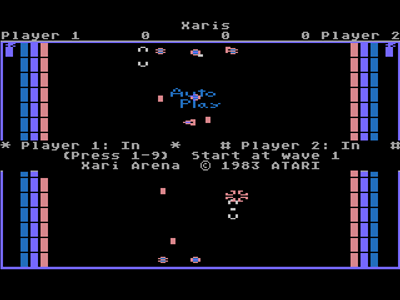 Xaris
Player 1 0 0 Player 2
Auto
Play
* Player 1: In * # Player 2: In #
(Press 1-9) Start at wave 1
Xari Arena © 1983 ATARI